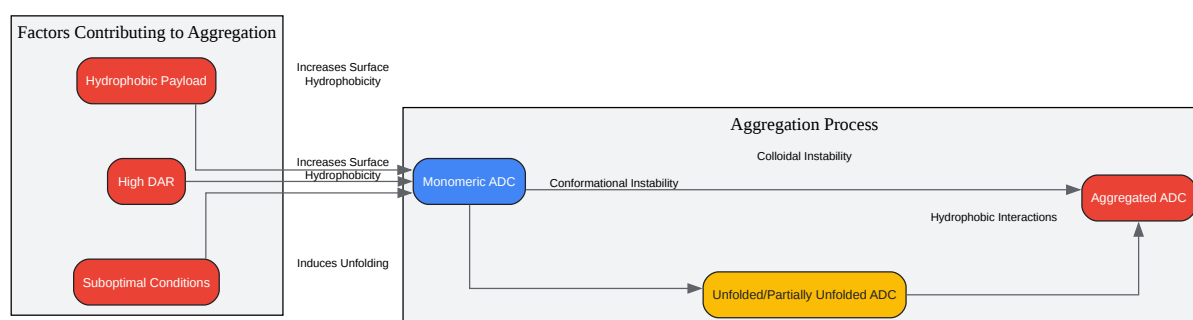 Factors Contributing to Aggregation
Hydrophobic Payload
Increases Surface
Hydrophobicity
High DAR
Increases Surface
Hydrophobicity
Suboptimal Conditions
Induces Unfolding
Aggregation Process
Colloidal Instability
Monomeric ADC
Conformational Instability
Aggregated ADC
Hydrophobic Interactions
Unfolded/Partially Unfolded ADC